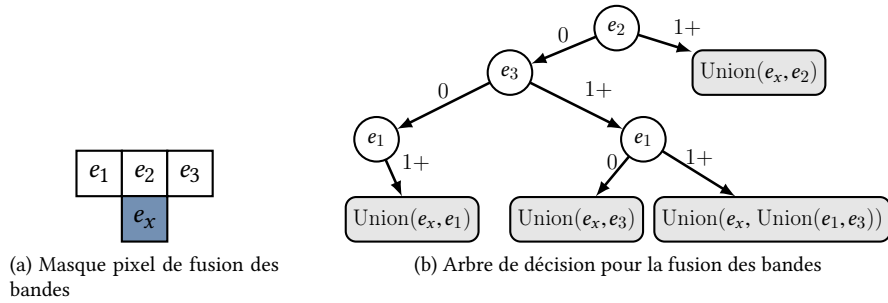 e₂
0
1+
e₃
Union(eₓ, e₂)
0
1+
e₁
e₁
1+
0
1+
e₁ e₂ e₃
eₓ
Union(eₓ, e₁)
Union(eₓ, e₃)
Union(eₓ, Union(e₁, e₃))
(a) Masque pixel de fusion des
bandes
(b) Arbre de décision pour la fusion des bandes